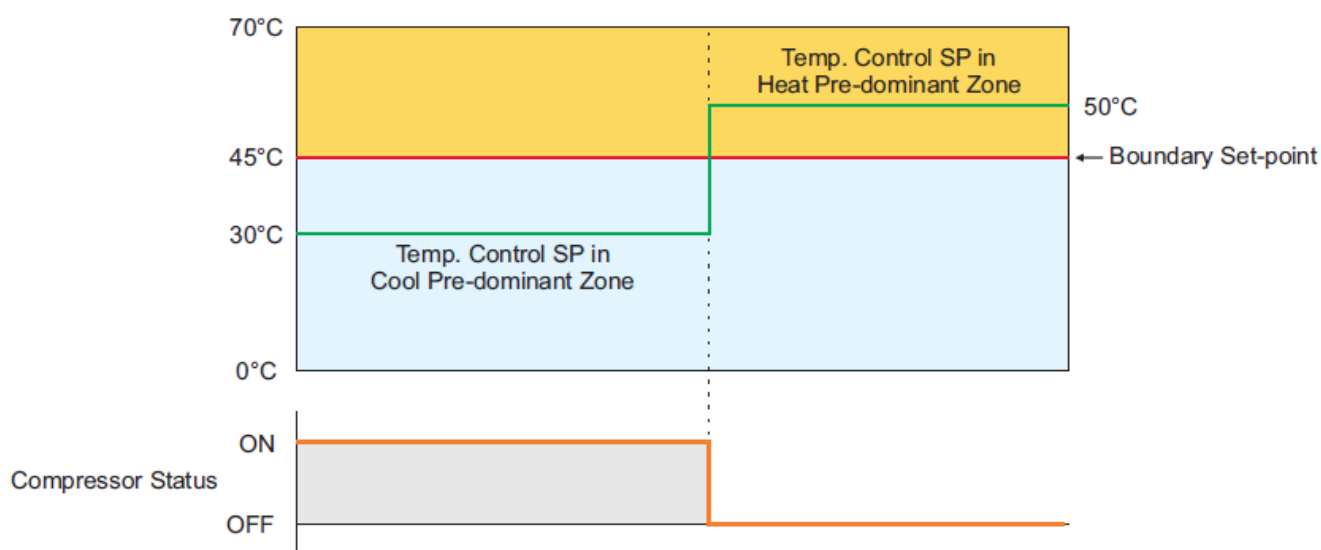 70°C
Temp. Control SP in
Heat Pre-dominant Zone
50°C
45°C
Boundary Set-point
30°C
Temp. Control SP in
Cool Pre-dominant Zone
0°C
ON
Compressor Status
OFF